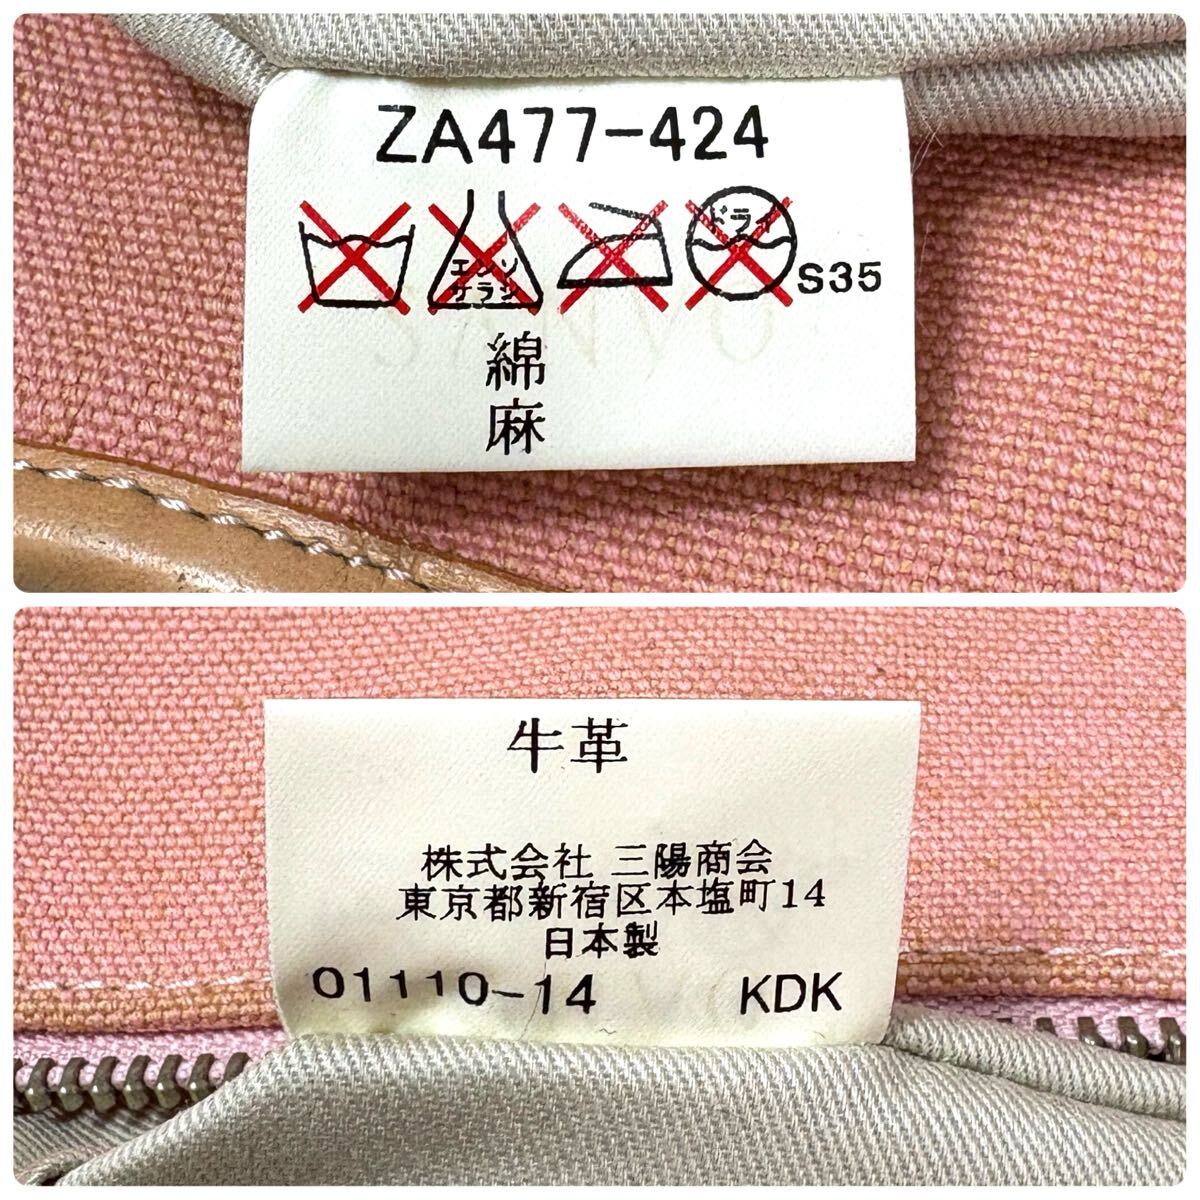 ZA477-424
エンソ
サラシ
ドライ
S35
SANYO
綿
麻
牛革
株式会社 三陽商会
東京都新宿区本塩町14
日本製
01110-14 KDK